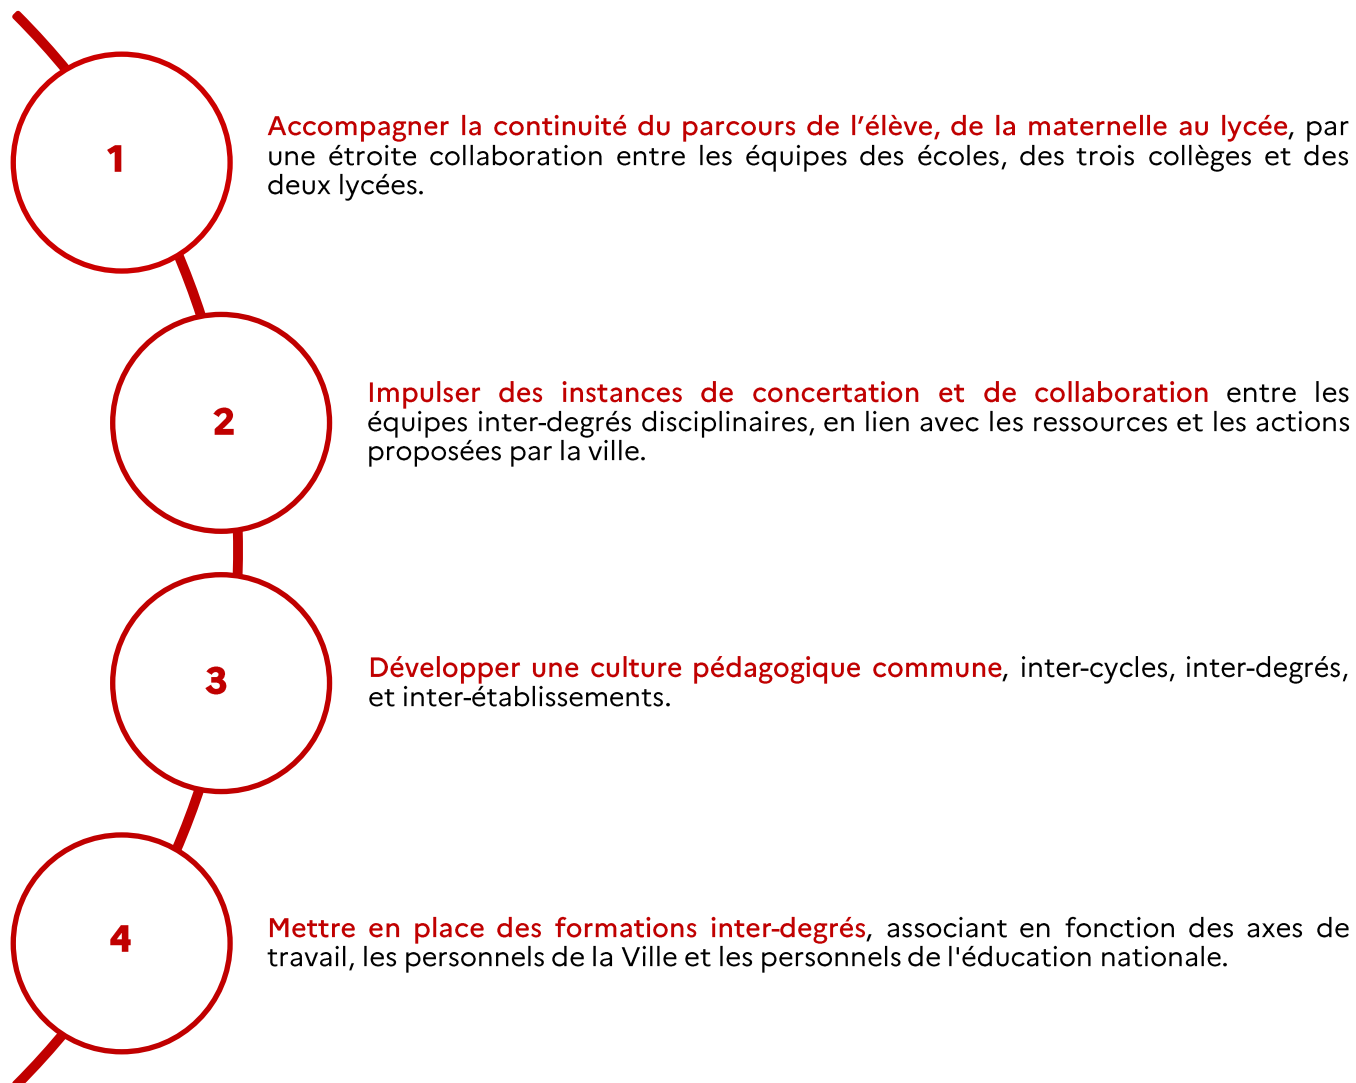 1
Accompagner la continuité du parcours de l’élève, de la maternelle au lycée, par
une étroite collaboration entre les équipes des écoles, des trois collèges et des
deux lycées.
2
Impulser des instances de concertation et de collaboration entre les
équipes inter-degrés disciplinaires, en lien avec les ressources et les actions
proposées par la ville.
3
Développer une culture pédagogique commune, inter-cycles, inter-degrés,
et inter-établissements.
4
Mettre en place des formations inter-degrés, associant en fonction des axes de
travail, les personnels de la Ville et les personnels de l'éducation nationale.